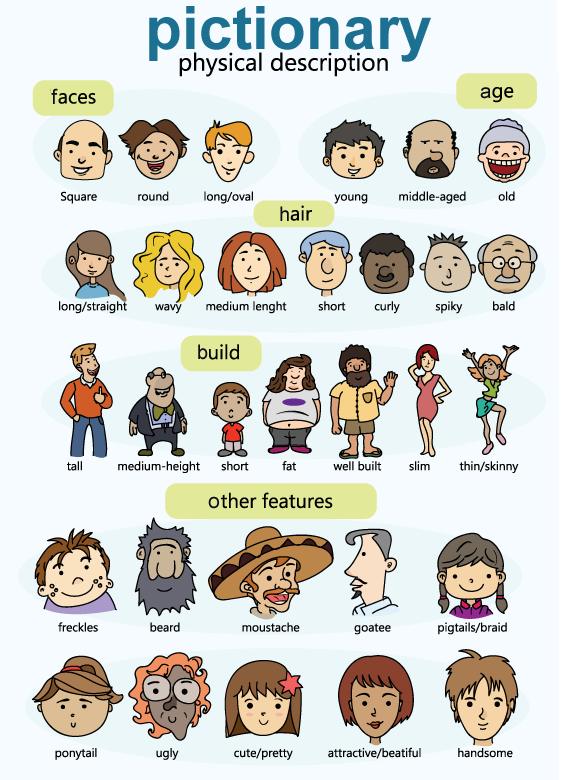 pictionary
physical description
faces
age
Square round long/oval young middle-aged old
hair
long/straight wavy medium lenght short curly spiky bald
build
tall medium-height short fat well built slim thin/skinny
other features
freckles beard moustache goatee pigtails/braid
ponytail ugly cute/pretty attractive/beatiful handsome